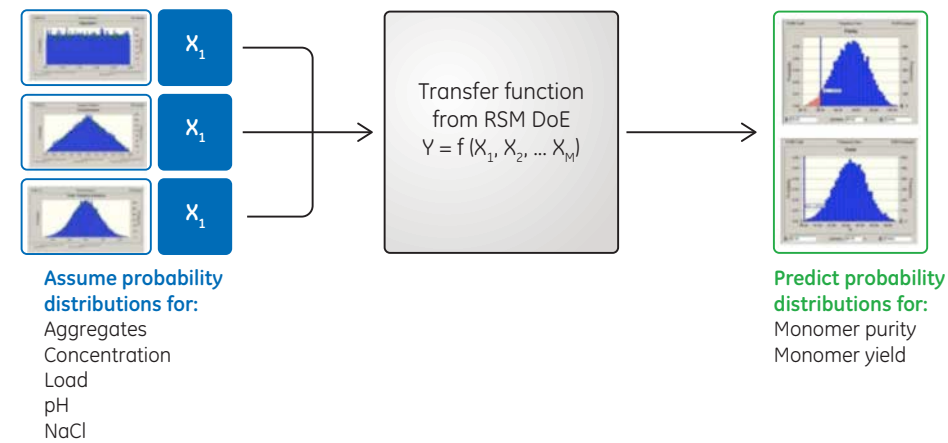 X₁
X₁
X₁
Transfer function
from RSM DoE
Y = f (X₁, X₂, ... Xₘ)
Assume probability
distributions for:
Aggregates
Concentration
Load
pH
NaCl
Predict probability
distributions for:
Monomer purity
Monomer yield